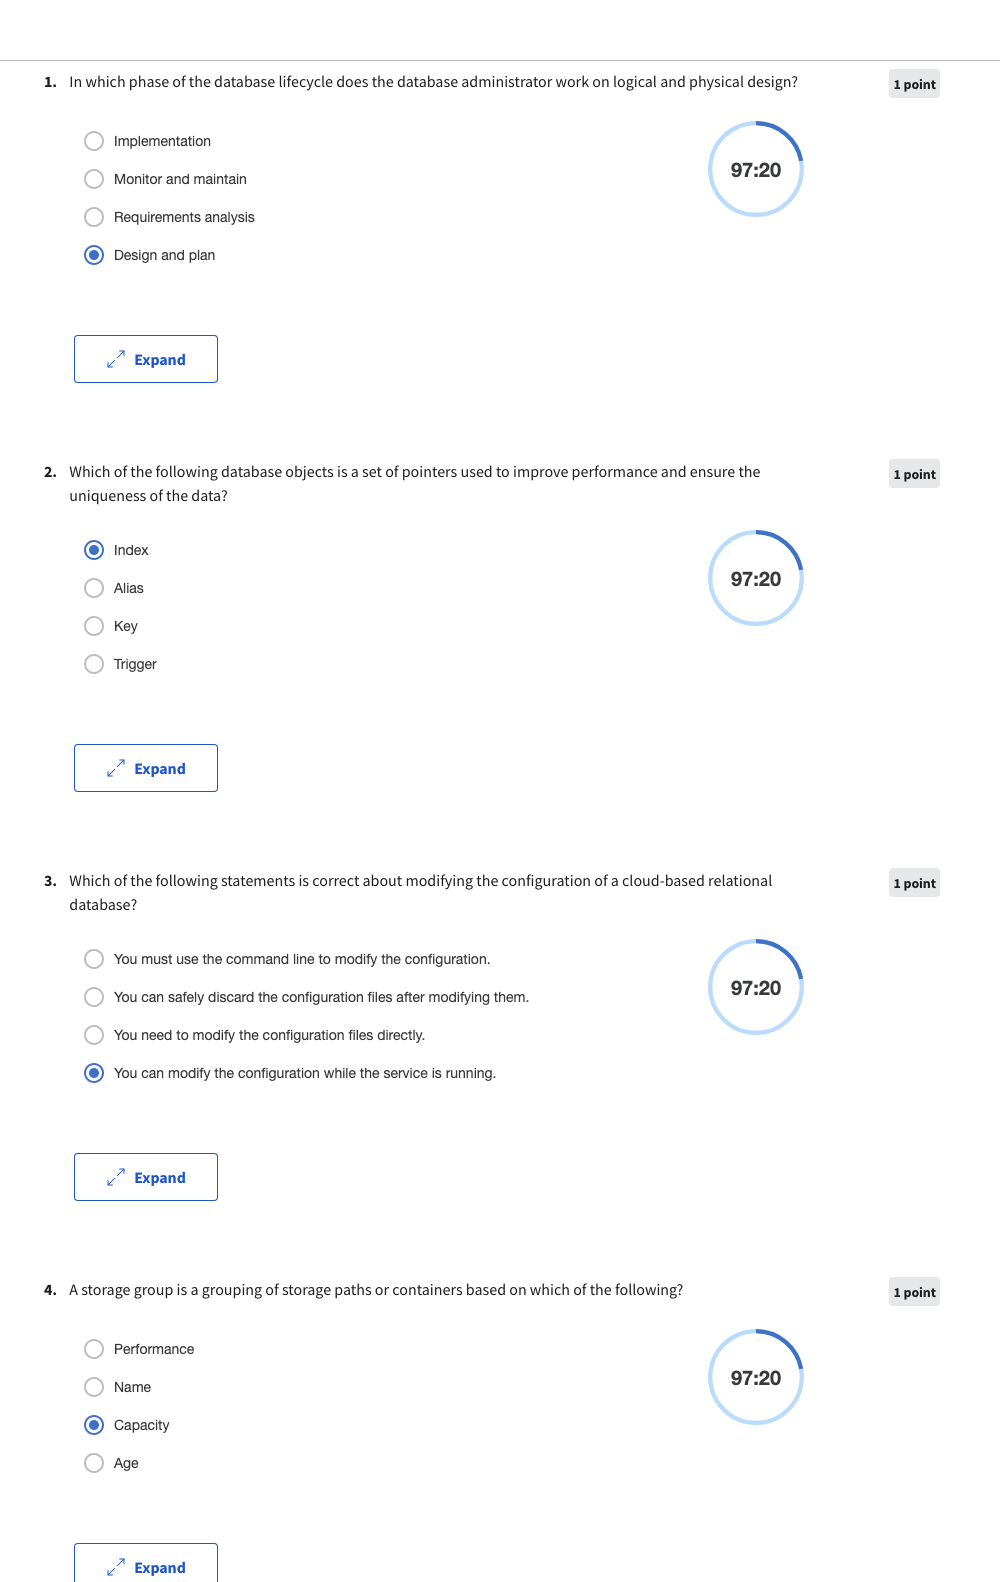 1. In which phase of the database lifecycle does the database administrator work on logical and physical design?
1 point
Implementation
Monitor and maintain
Requirements analysis
Design and plan
97:20
Expand
2. Which of the following database objects is a set of pointers used to improve performance and ensure the
uniqueness of the data?
1 point
Index
Alias
Key
Trigger
97:20
Expand
3. Which of the following statements is correct about modifying the configuration of a cloud-based relational
database?
1 point
You must use the command line to modify the configuration.
You can safely discard the configuration files after modifying them.
You need to modify the configuration files directly.
You can modify the configuration while the service is running.
97:20
Expand
4. A storage group is a grouping of storage paths or containers based on which of the following?
1 point
Performance
Name
Capacity
Age
97:20
Expand